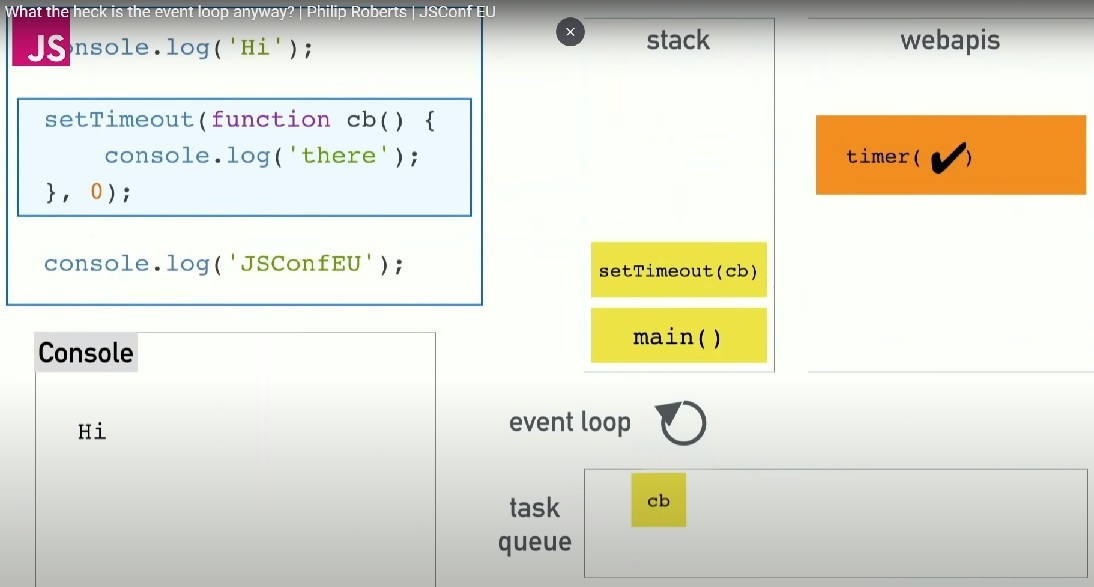 What the heck is the event loop anyway? | Philip Roberts | JSConf EU
JS
onsole.log('Hi');
setTimeout(function cb() {
console.log('there');
}, 0);
console.log('JSConfEU');
Console
Hi
stack
setTimeout(cb)
main()
webapis
timer( ✔)
event loop
task
queue
cb